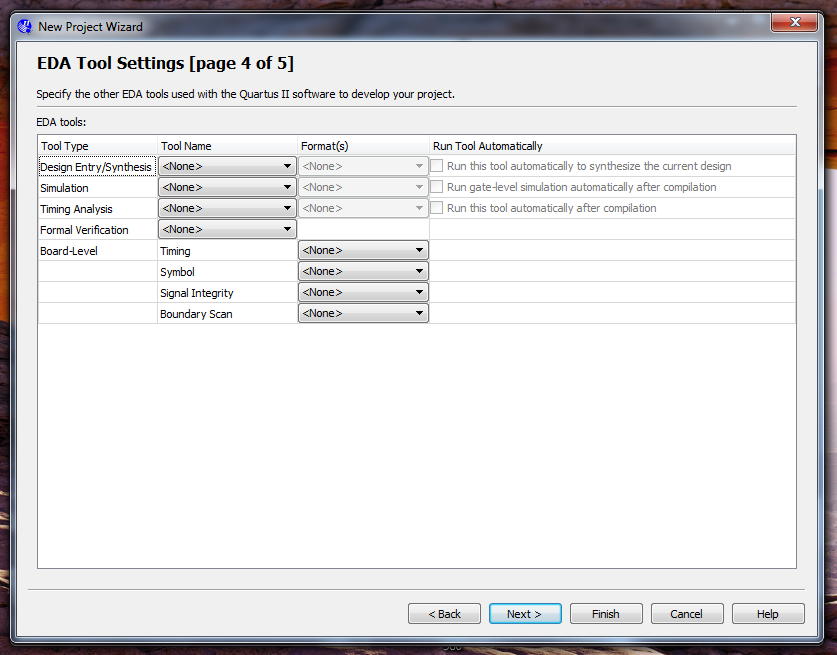 New Project Wizard
EDA Tool Settings [page 4 of 5]
Specify the other EDA tools used with the Quartus II software to develop your project.
EDA tools:
Tool Type Tool Name Format(s) Run Tool Automatically
Design Entry/Synthesis <None> <None> Run this tool automatically to synthesize the current design
Simulation <None> <None> Run gate-level simulation automatically after compilation
Timing Analysis <None> <None> Run this tool automatically after compilation
Formal Verification <None>
Board-Level Timing <None>
Symbol <None>
Signal Integrity <None>
Boundary Scan <None>
< Back Next > Finish Cancel Help